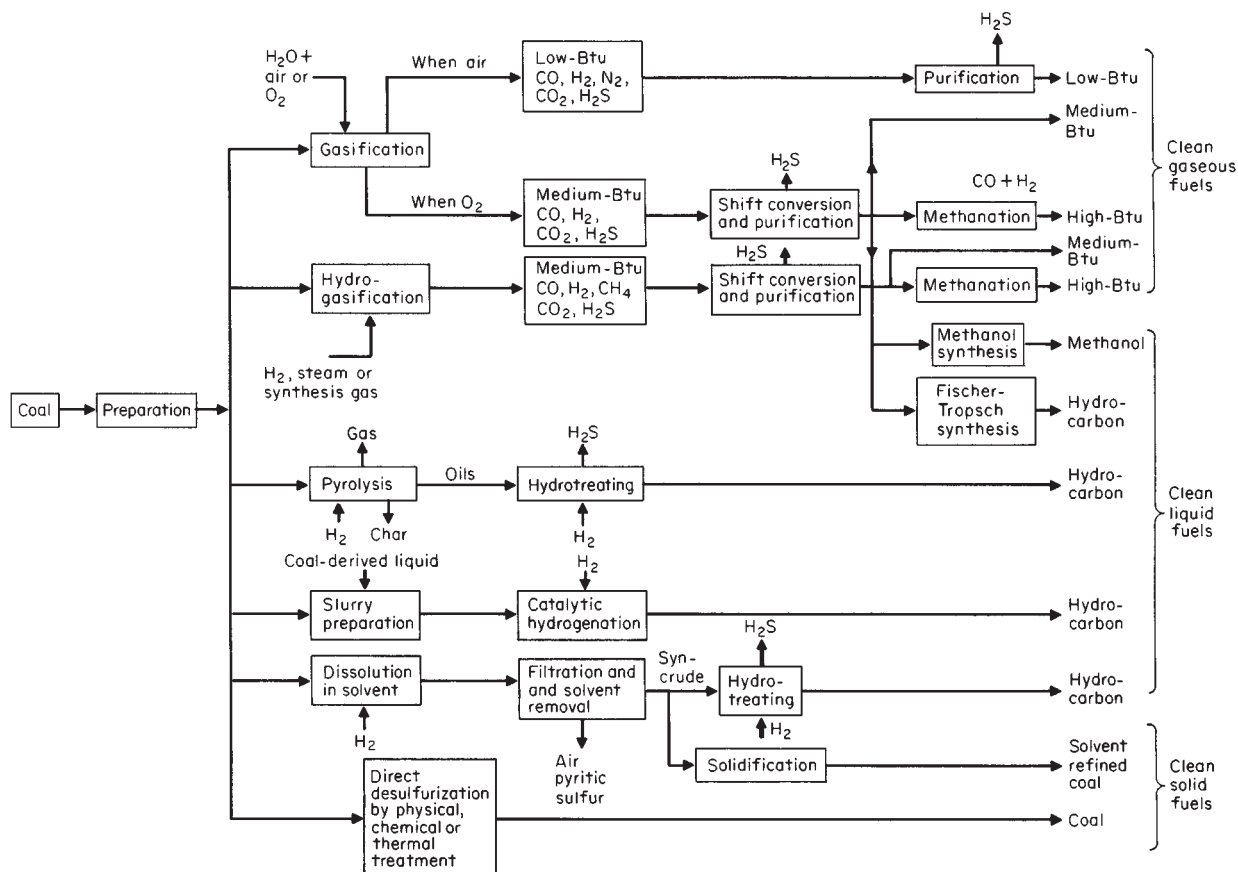 H₂S
H₂O+
air or
O₂
When air
Low-Btu
CO, H₂, N₂,
CO₂, H₂S
Purification
Low-Btu
Medium-
Btu
Gasification
Clean
gaseous
fuels
When O₂
Medium-Btu
CO, H₂,
CO₂, H₂S
H₂S
Shift conversion
and purification
CO+H₂
Methanation
High-Btu
Medium-
Btu
Hydro-
gasification
Medium-Btu
CO, H₂, CH₄
CO₂, H₂S
H₂S
Shift conversion
and purification
Methanation
High-Btu
H₂, steam or
synthesis gas
Methanol
synthesis
Methanol
Coal
Preparation
Fischer-
Tropsch
synthesis
Hydro-
carbon
Gas
H₂S
Pyrolysis
Oils
Hydrotreating
Hydro-
carbon
Clean
liquid
fuels
H₂
Char
H₂
Coal-derived liquid
H₂
Slurry
preparation
Catalytic
hydrogenation
Hydro-
carbon
H₂S
Dissolution
in solvent
Filtration and
and solvent
removal
Syn-
crude
Hydro-
treating
Hydro-
carbon
H₂
H₂
Air
pyritic
sulfur
Solidification
Solvent
refined
coal
Clean
solid
fuels
Direct
desulfurization
by physical,
chemical or
thermal
treatment
Coal